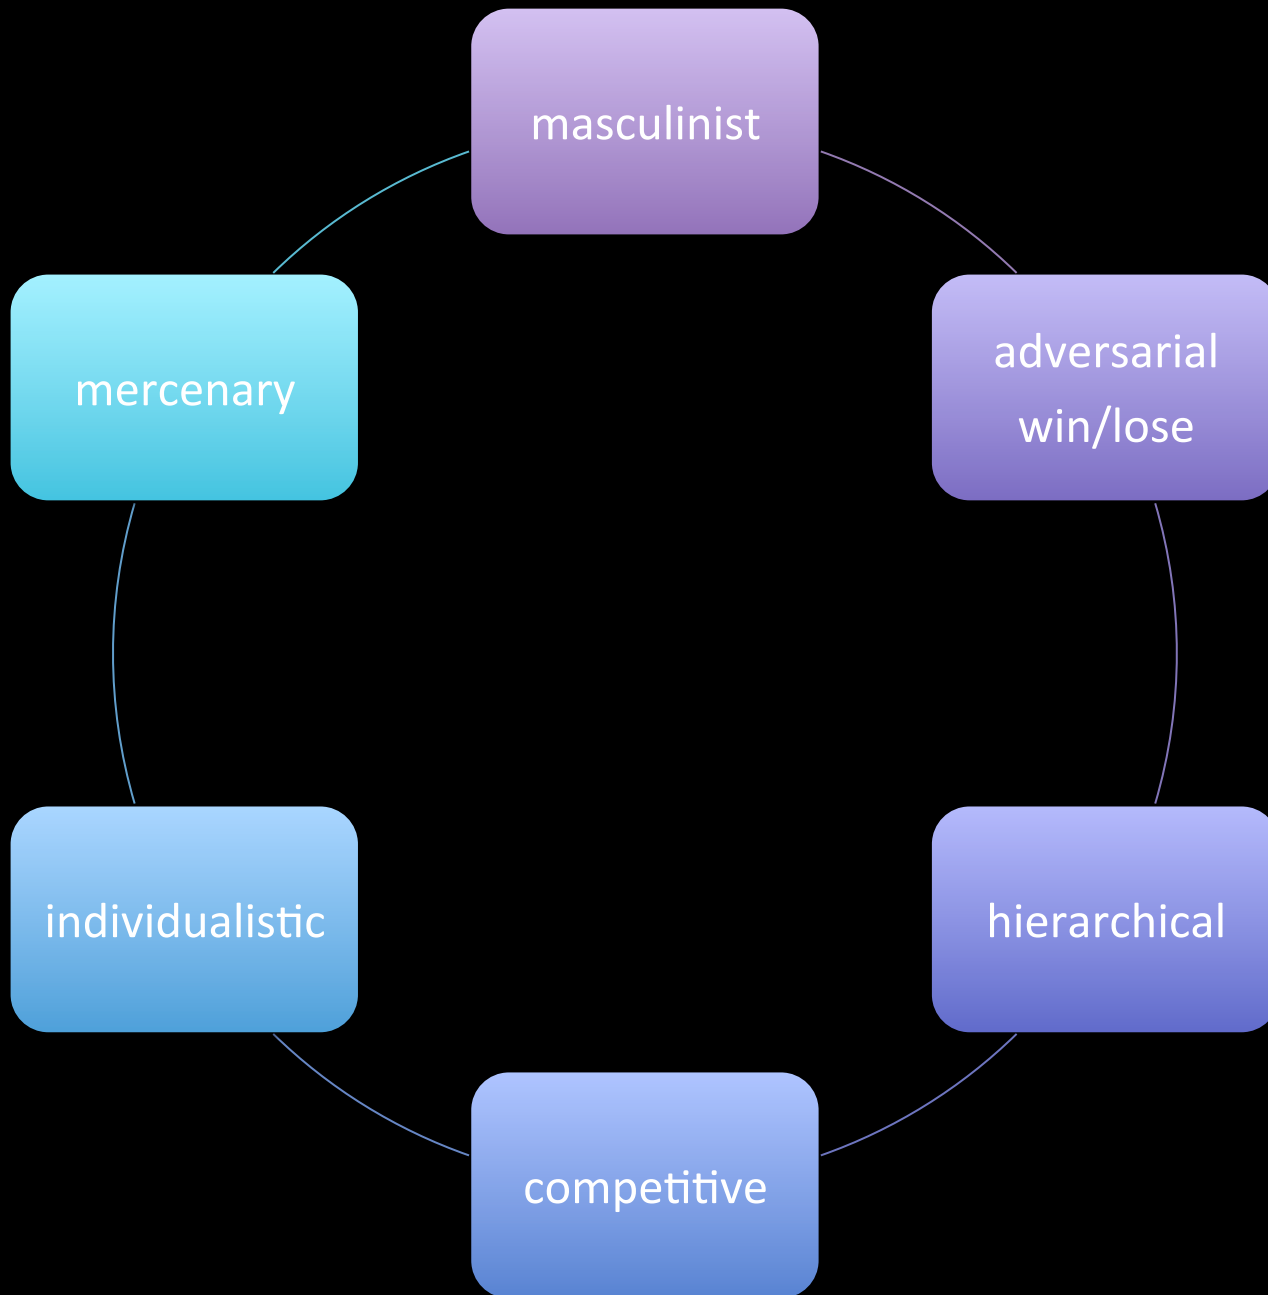 masculinist
adversarial
win/lose
hierarchical
competitive
individualistic
mercenary